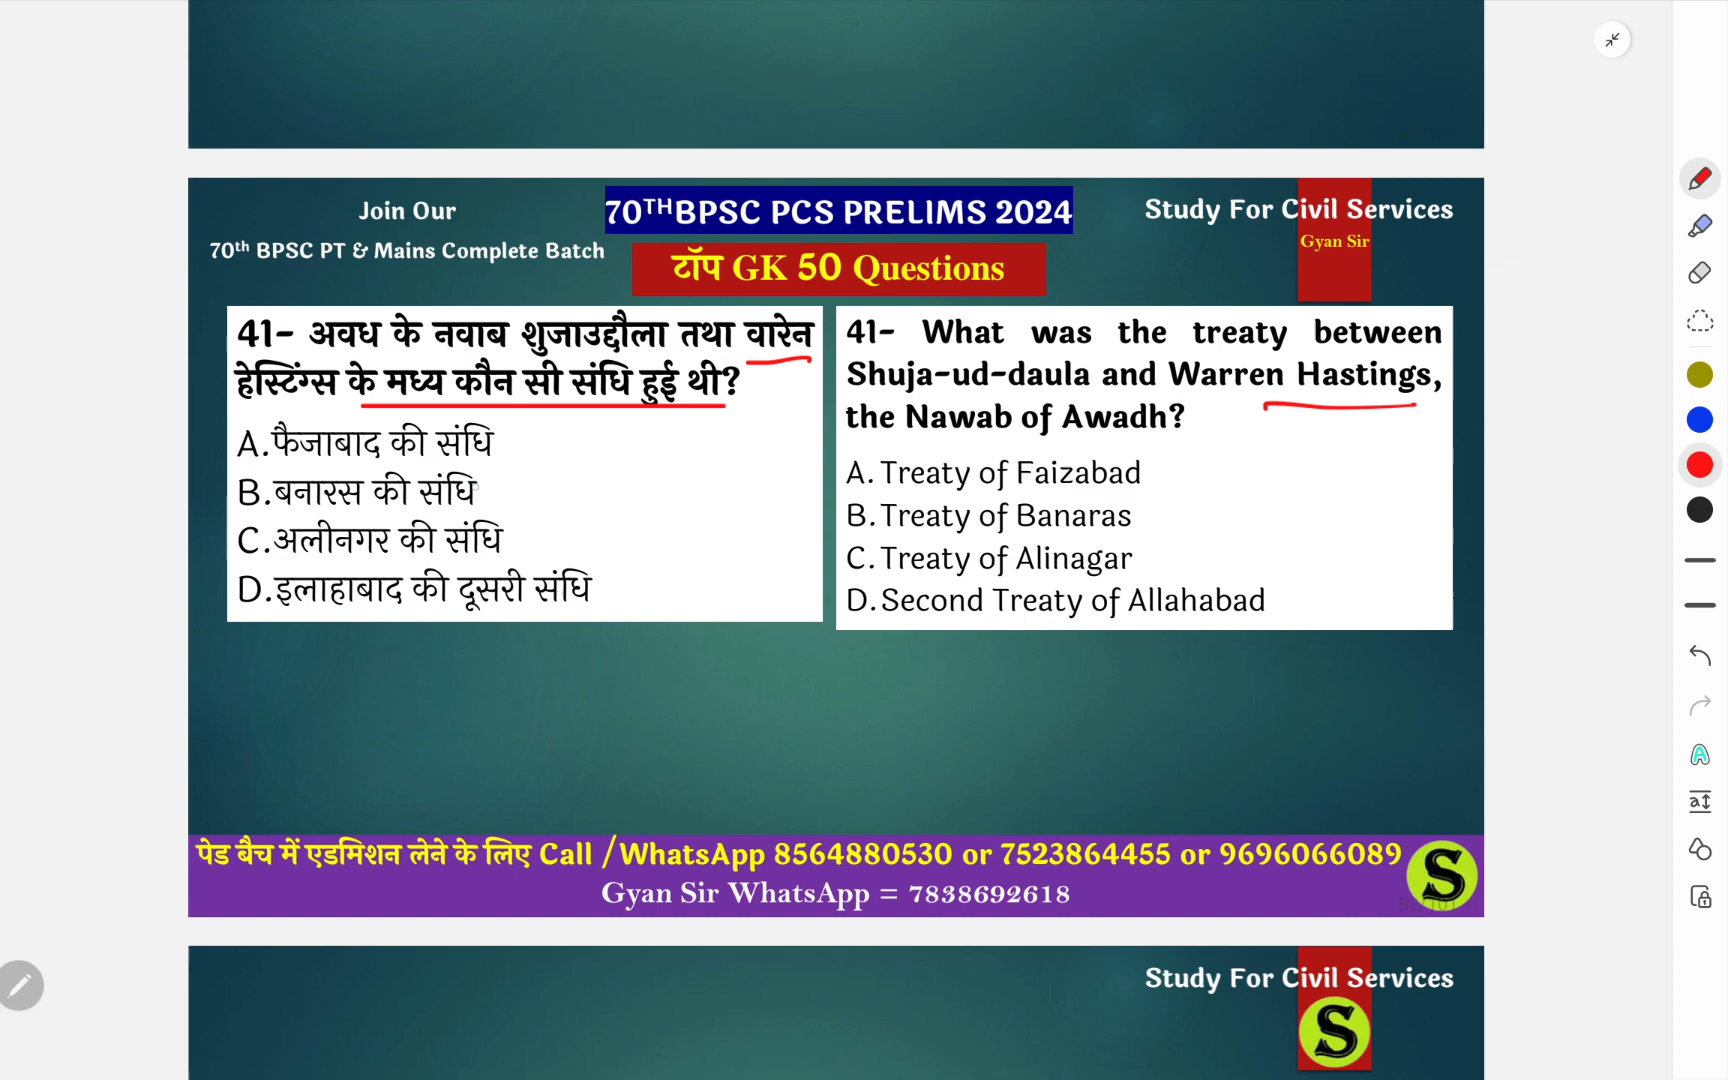 Join Our
70th BPSC PT & Mains Complete Batch
70THBPSC PCS PRELIMS 2024
टॉप GK 50 Questions
Study For Civil Services
Gyan Sir
41- अवध के नवाब शुजाउद्दौला तथा वारेन
हेस्टिंग्स के मध्य कौन सी संधि हुई थी?
A.फैजाबाद की संधि
B.बनारस की संधि
C.अलीनगर की संधि
D.इलाहाबाद की दूसरी संधि
41- What was the treaty between
Shuja-ud-daula and Warren Hastings,
the Nawab of Awadh?
A. Treaty of Faizabad
B. Treaty of Banaras
C. Treaty of Alinagar
D. Second Treaty of Allahabad
पेड बैच में एडमिशन लेने के लिए Call /WhatsApp 8564880530 or 7523864455 or 9696066089
Gyan Sir WhatsApp = 7838692618
S
Study For Civil Services
S